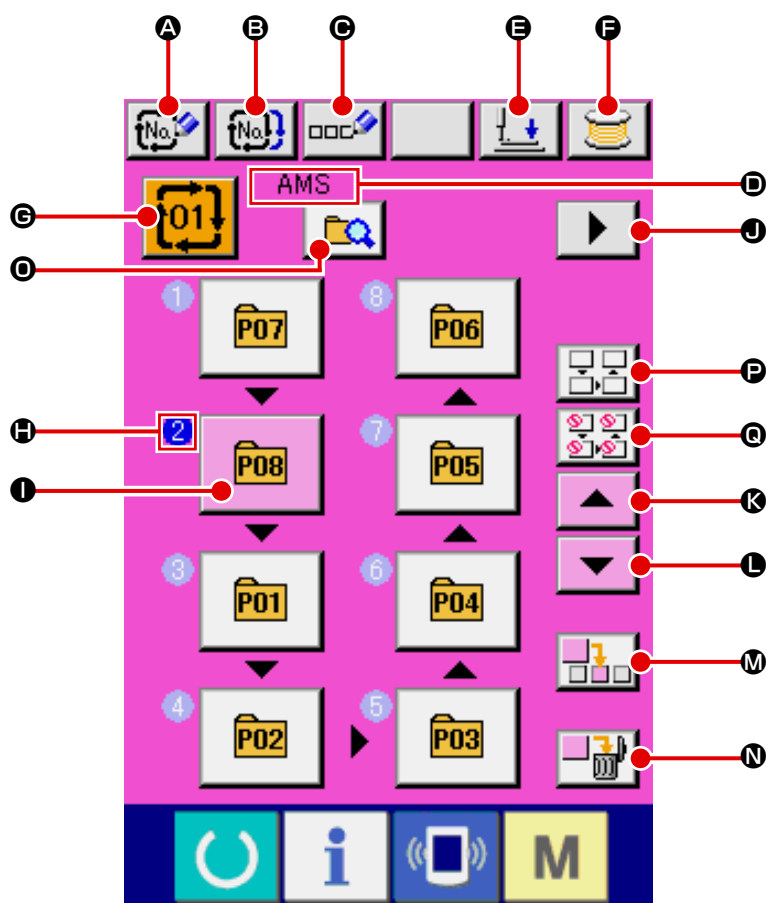 A B C E F
No. No.
AMS D
G 01 J
O
1 P07 8 P06
P
H 2 P08 7 P05 Q
I K
3 P01 6 P04 L
M
4 P02 5 P03 N
i M